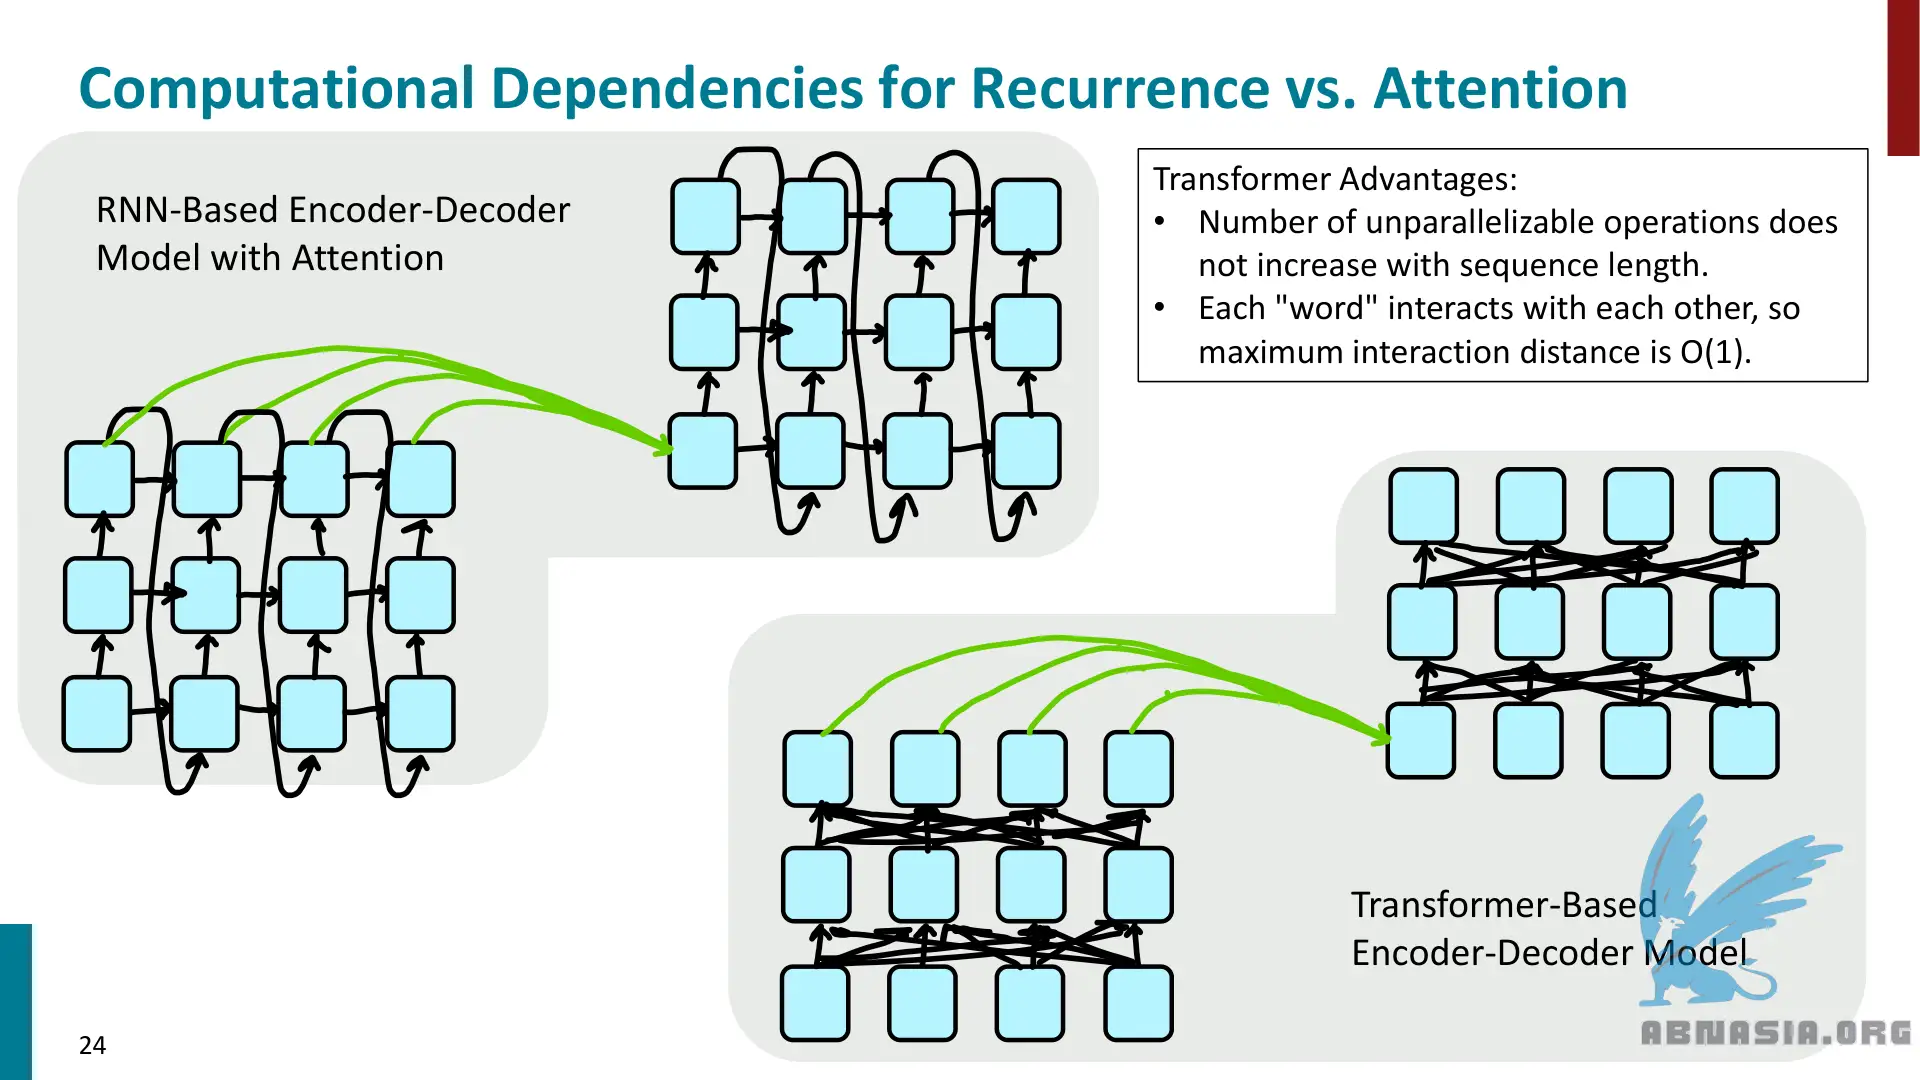 Computational Dependencies for Recurrence vs. Attention
RNN-Based Encoder-Decoder
Model with Attention
Transformer Advantages:
• Number of unparallelizable operations does
not increase with sequence length.
• Each "word" interacts with each other, so
maximum interaction distance is O(1).
Transformer-Based
Encoder-Decoder Model
24
ABNASIA.ORG